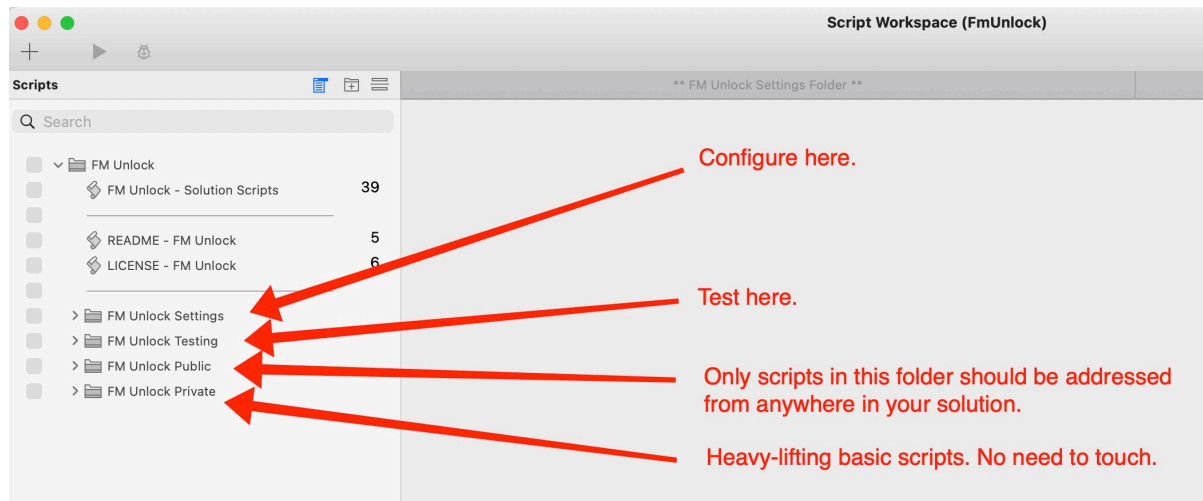 Script Workspace (FmUnlock)
Scripts
** FM Unlock Settings Folder **
Search
FM Unlock
FM Unlock - Solution Scripts 39
README - FM Unlock 5
LICENSE - FM Unlock 6
FM Unlock Settings
FM Unlock Testing
FM Unlock Public
FM Unlock Private
Configure here.
Test here.
Only scripts in this folder should be addressed
from anywhere in your solution.
Heavy-lifting basic scripts. No need to touch.